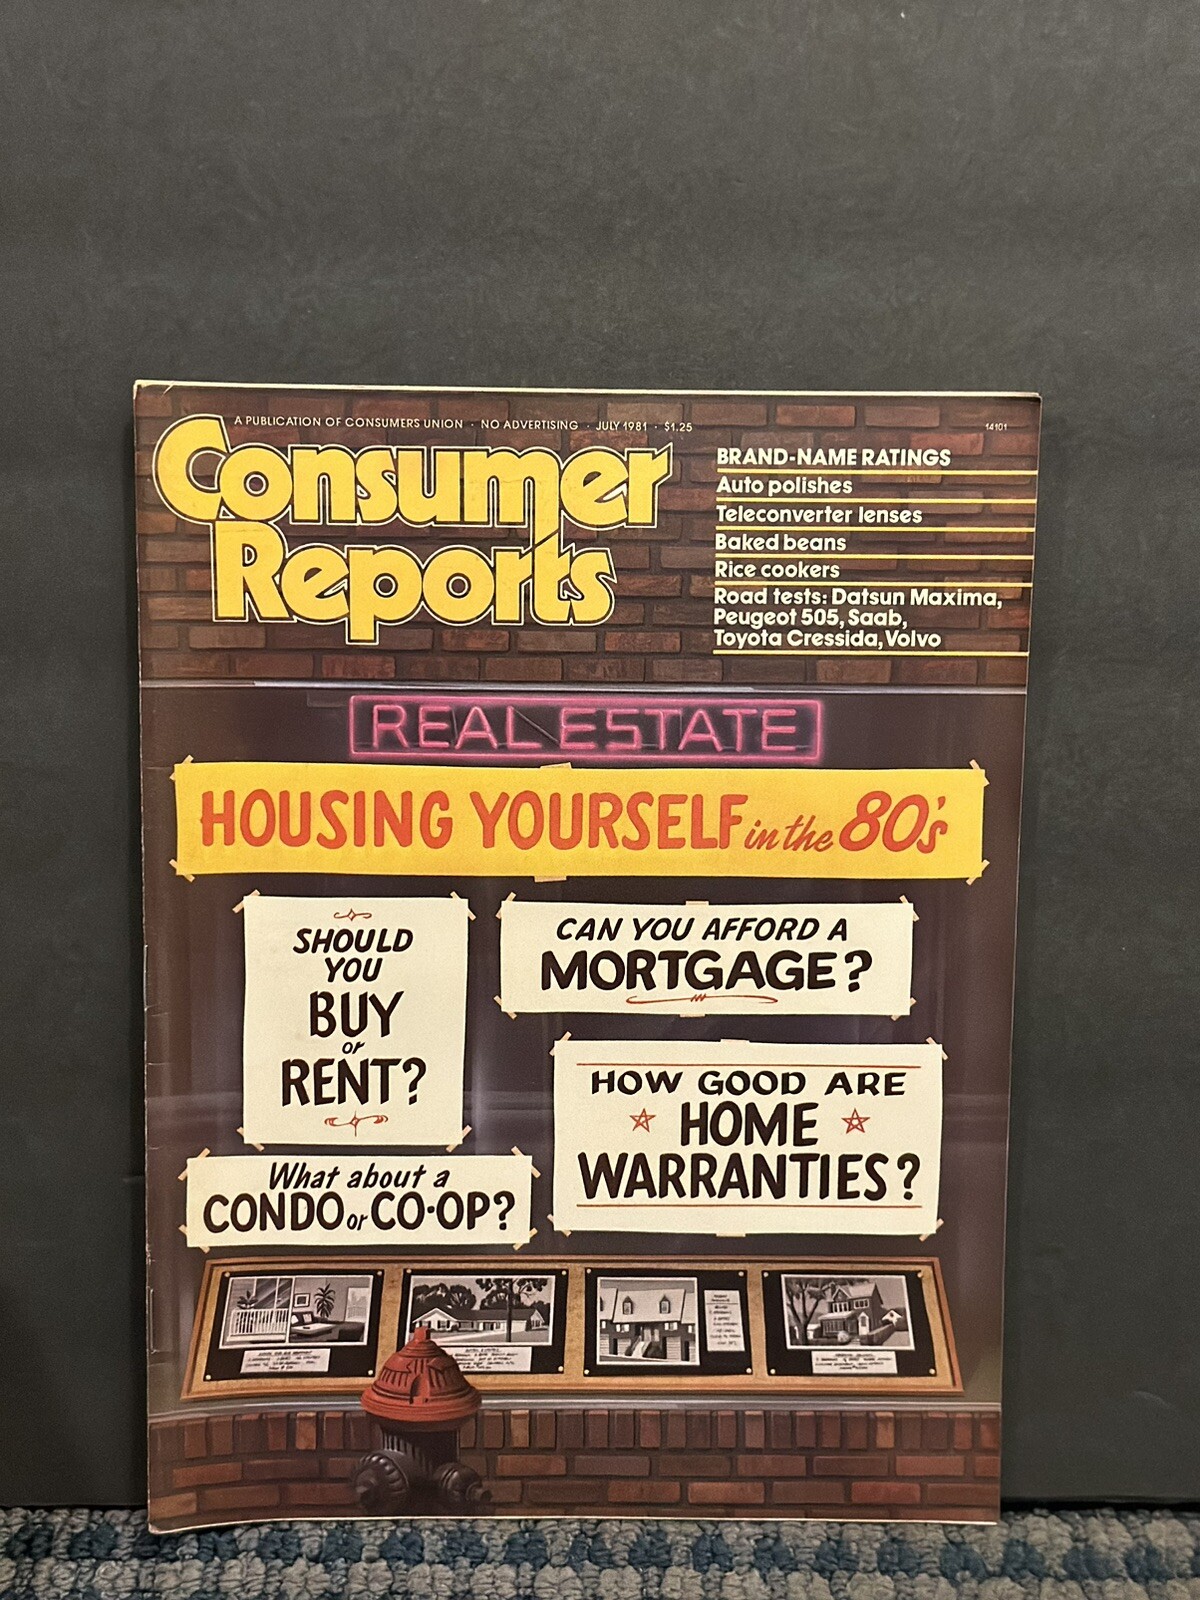 A PUBLICATION OF CONSUMERS UNION · NO ADVERTISING · JULY 1981 · $1.25
14101
Consumer
Reports
BRAND-NAME RATINGS
Auto polishes
Teleconverter lenses
Baked beans
Rice cookers
Road tests: Datsun Maxima,
Peugeot 505, Saab,
Toyota Cressida, Volvo
REAL ESTATE
HOUSING YOURSELF in the 80's
SHOULD
YOU
BUY
or
RENT?
CAN YOU AFFORD A
MORTGAGE?
HOW GOOD ARE
HOME
WARRANTIES?
What about a
CONDO or CO-OP?